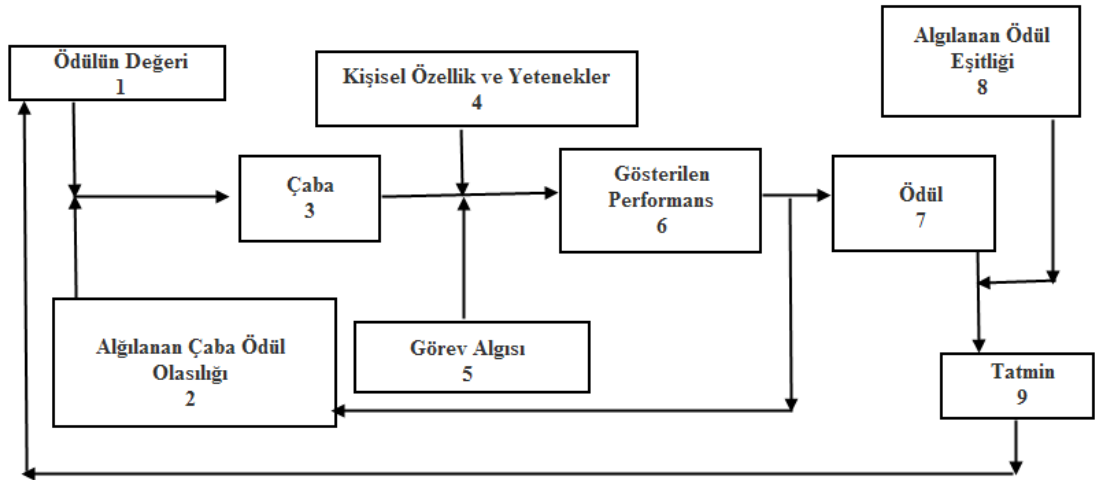 Ödülün Değeri
1
Alğılanan Çaba Ödül
Olasılığı
2
Çaba
3
Kişisel Özellik ve Yetenekler
4
Görev Algısı
5
Gösterilen
Performans
6
Ödül
7
Algılanan Ödül
Eşitliği
8
Tatmin
9